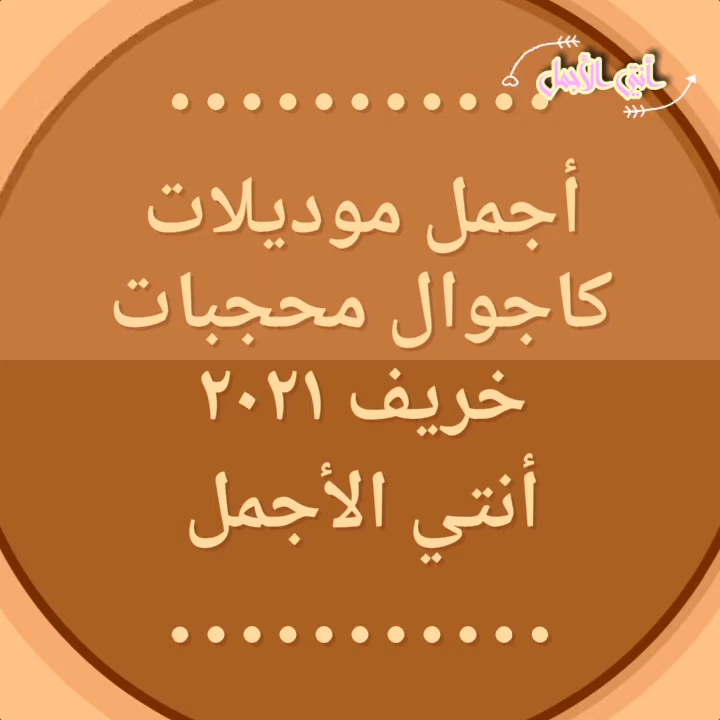 أنتي الأجمل
أجمل موديلات
كاجوال محجبات
خريف ٢٠٢١
أنتي الأجمل